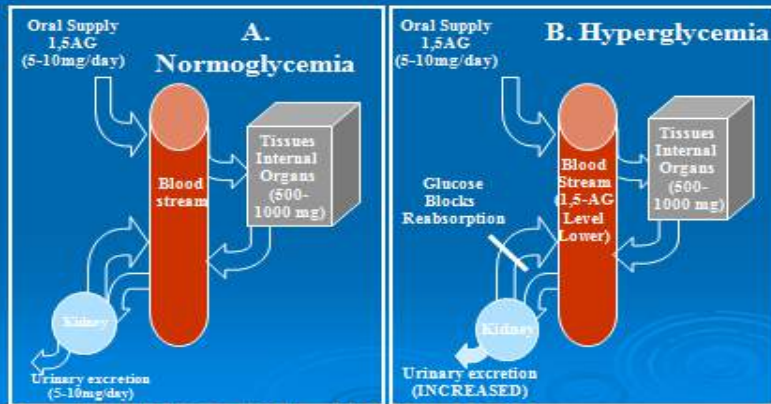 Oral Supply
1,5AG
(5-10mg/day)
A.
Normoglycemia
Blood
stream
Tissues
Internal
Organs
(500-
1000 mg)
Kidney
Urinary excretion
(5-10mg/day)
Oral Supply
1,5AG
(5-10mg/day)
B. Hyperglycemia
Glucose
Blocks
Reabsorption
Blood
Stream
(1,5-AG
Level
Lower)
Tissues
Internal
Organs
(500-
1000 mg)
Kidney
Urinary excretion
(INCREASED)